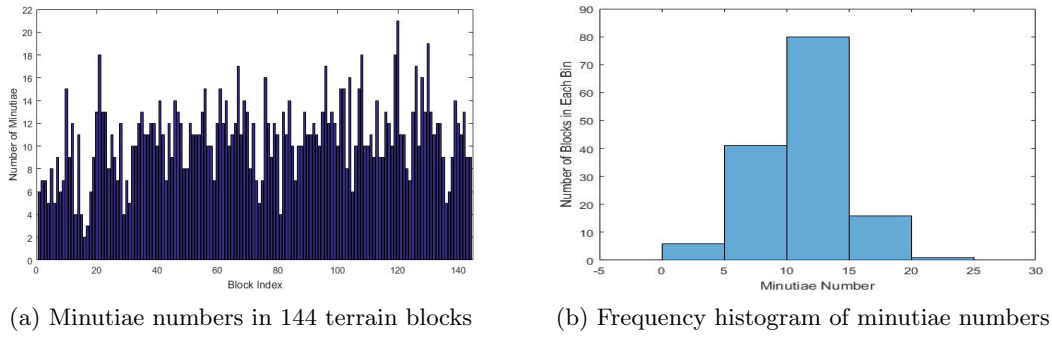 22
20
18
16
14
12
10
8
6
4
2
0
Number of Minutiae
0 20 40 60 80 100 120 140
Block Index
(a) Minutiae numbers in 144 terrain blocks
90
80
70
60
50
40
30
20
10
0
Number of Blocks in Each Bin
-5 0 5 10 15 20 25 30
Minutiae Number
(b) Frequency histogram of minutiae numbers